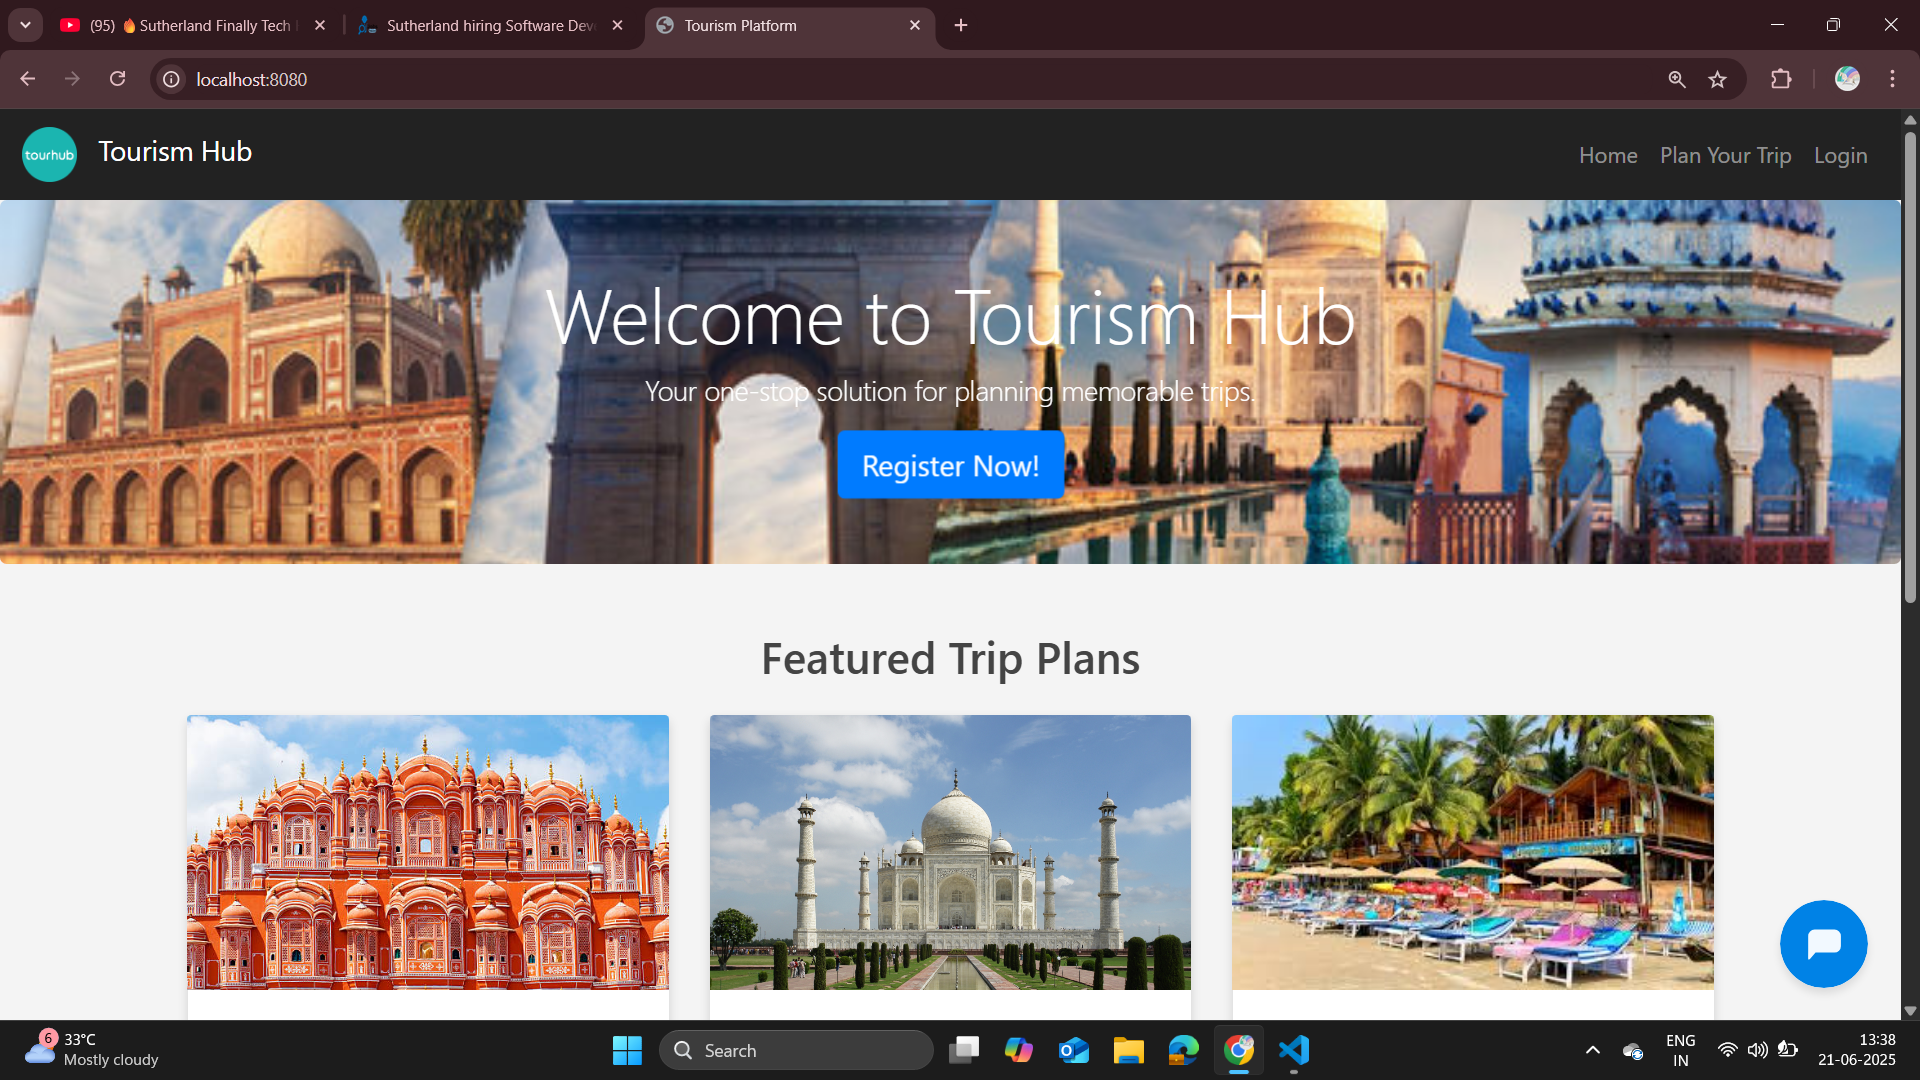 (95) 🔥Sutherland Finally Tech
Sutherland hiring Software Dev
Tourism Platform
localhost:8080
tourhub
Tourism Hub
Home
Plan Your Trip
Login
Welcome to Tourism Hub
Your one-stop solution for planning memorable trips.
Register Now!
Featured Trip Plans
6
33°C
Mostly cloudy
Search
ENG
IN
13:38
21-06-2025